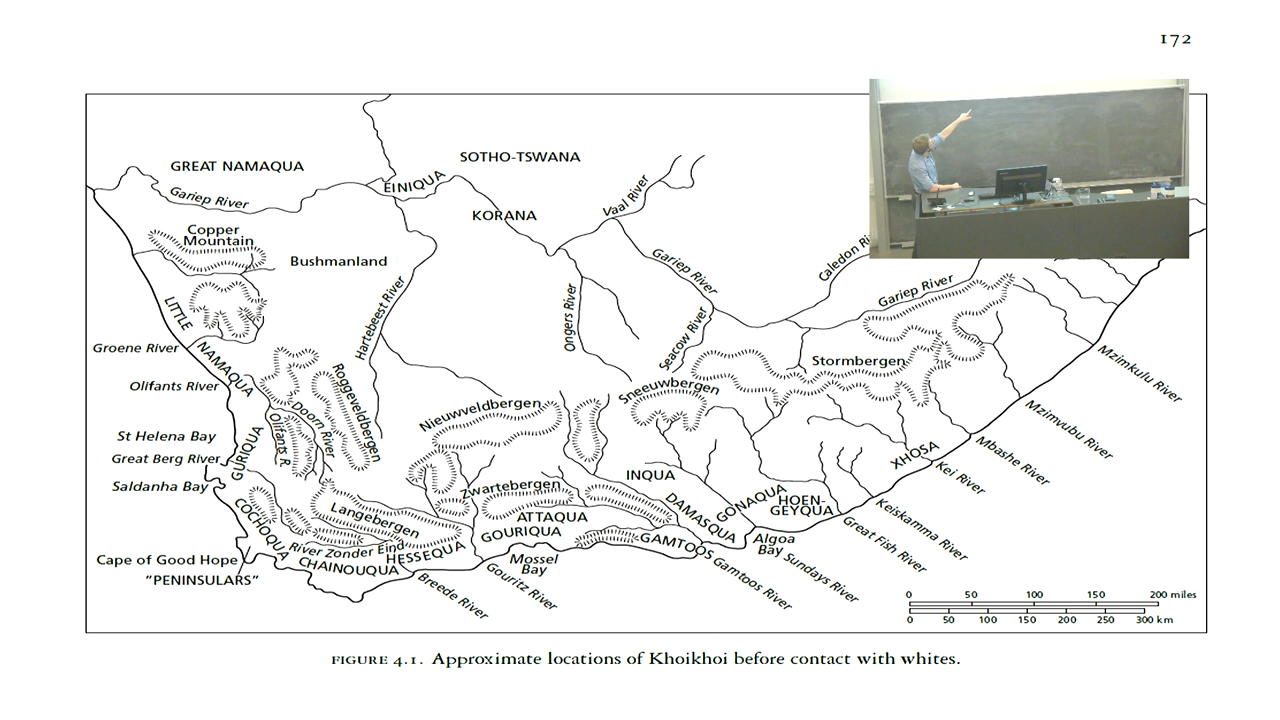 172
GREAT NAMAQUA
SOTHO-TSWANA
EINIQUA
Gariep River
KORANA
Vaal River
Copper
Mountain
Bushmanland
Gariep River
Caledon
Gariep River
LITTLE
NAMAQUA
Hartebeest River
Ongers River
Seacow River
Groene River
Stormbergen
Mzimkulu River
Olifants River
Roggeveldbergen
Sneeuwbergen
Nieuwveldbergen
Doorn River
Olifants R.
Mzimvubu River
St Helena Bay
GURIQUA
Great Berg River
XHOSA
Mbashe River
Saldanha Bay
INQUA
Kei River
Zwartebergen
DAMASQUA
GONAQUA
HOEN-
GEYQUA
COCHOQUA
Langebergen
ATTAQUA
Keiskamma River
GOURIQUA
Great Fish River
River Zonder Eind
HESSEQUA
GAMTOOS
Algoa
Bay
Sundays River
Cape of Good Hope
CHAINOUQUA
Mossel
Bay
Gamtoos River
"PENINSULARS"
Breede River
Gouritz River
0 50 100 150 200 miles
0 50 100 150 200 250 300 km
FIGURE 4.1. Approximate locations of Khoikhoi before contact with whites.